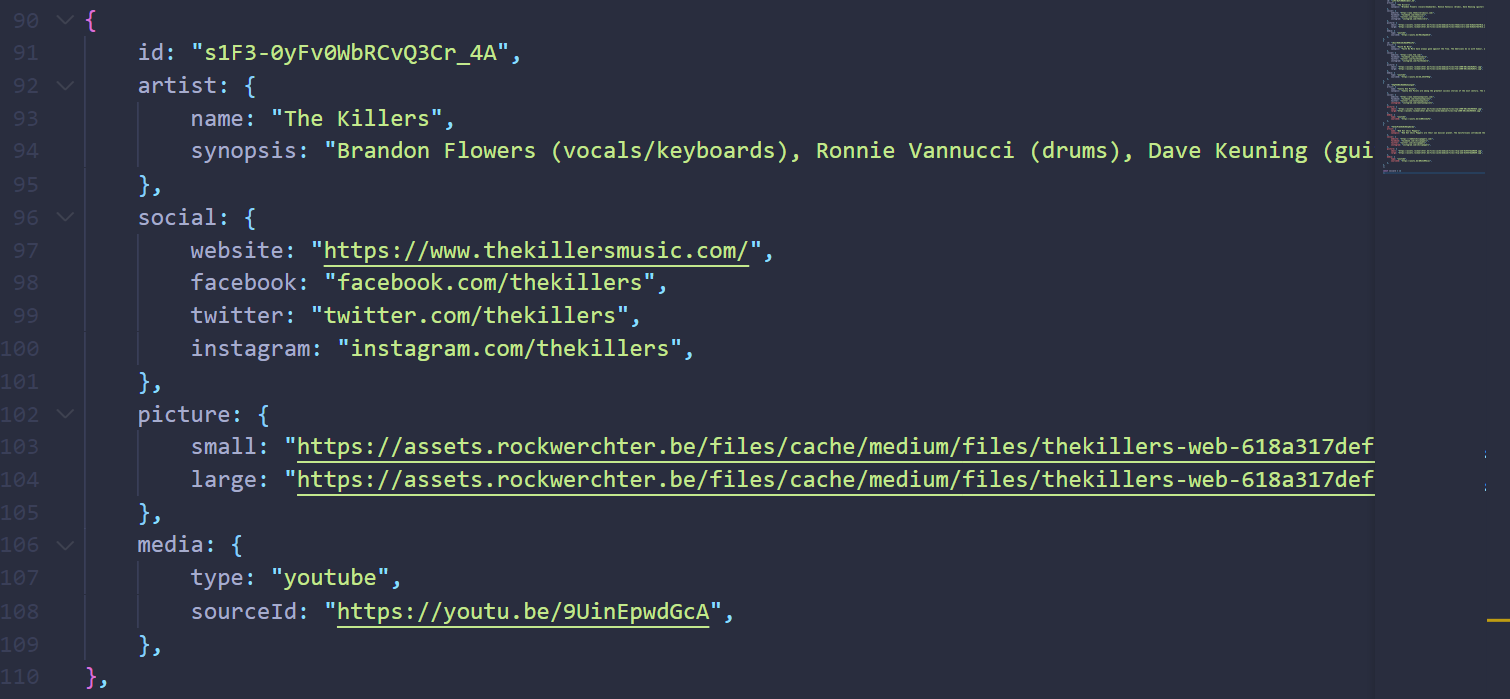 90 {
91 id: "s1F3-0yFv0WbRCvQ3Cr_4A",
92 artist: {
93 name: "The Killers",
94 synopsis: "Brandon Flowers (vocals/keyboards), Ronnie Vannucci (drums), Dave Keuning (gui
95 },
96 social: {
97 website: "https://www.thekillersmusic.com/",
98 facebook: "facebook.com/thekillers",
99 twitter: "twitter.com/thekillers",
100 instagram: "instagram.com/thekillers",
101 },
102 picture: {
103 small: "https://assets.rockwerchter.be/files/cache/medium/files/thekillers-web-618a317def
104 large: "https://assets.rockwerchter.be/files/cache/medium/files/thekillers-web-618a317def
105 },
106 media: {
107 type: "youtube",
108 sourceId: "https://youtu.be/9UinEpwdGcA",
109 },
110 },